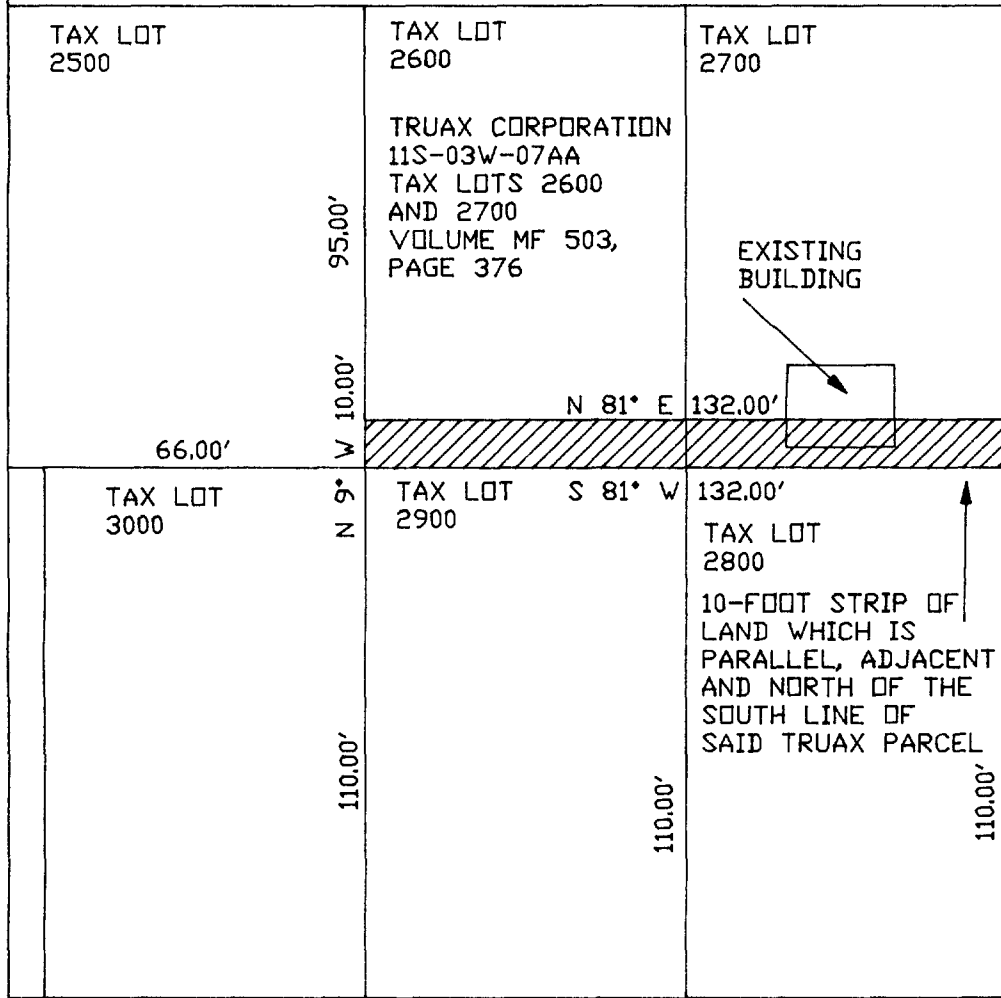 TAX LOT
2500
TAX LOT
2600
TAX LOT
2700
TRUAX CORPORATION
11S-03W-07AA
TAX LOTS 2600
AND 2700
VOLUME MF 503,
PAGE 376
95.00'
EXISTING
BUILDING
N 9° W 10.00'
N 81° E 132.00'
66.00'
TAX LOT
3000
TAX LOT
2900
S 81° W 132.00'
TAX LOT
2800
10-FOOT STRIP OF
LAND WHICH IS
PARALLEL, ADJACENT
AND NORTH OF THE
SOUTH LINE OF
SAID TRUAX PARCEL
110.00'
110.00'
110.00'